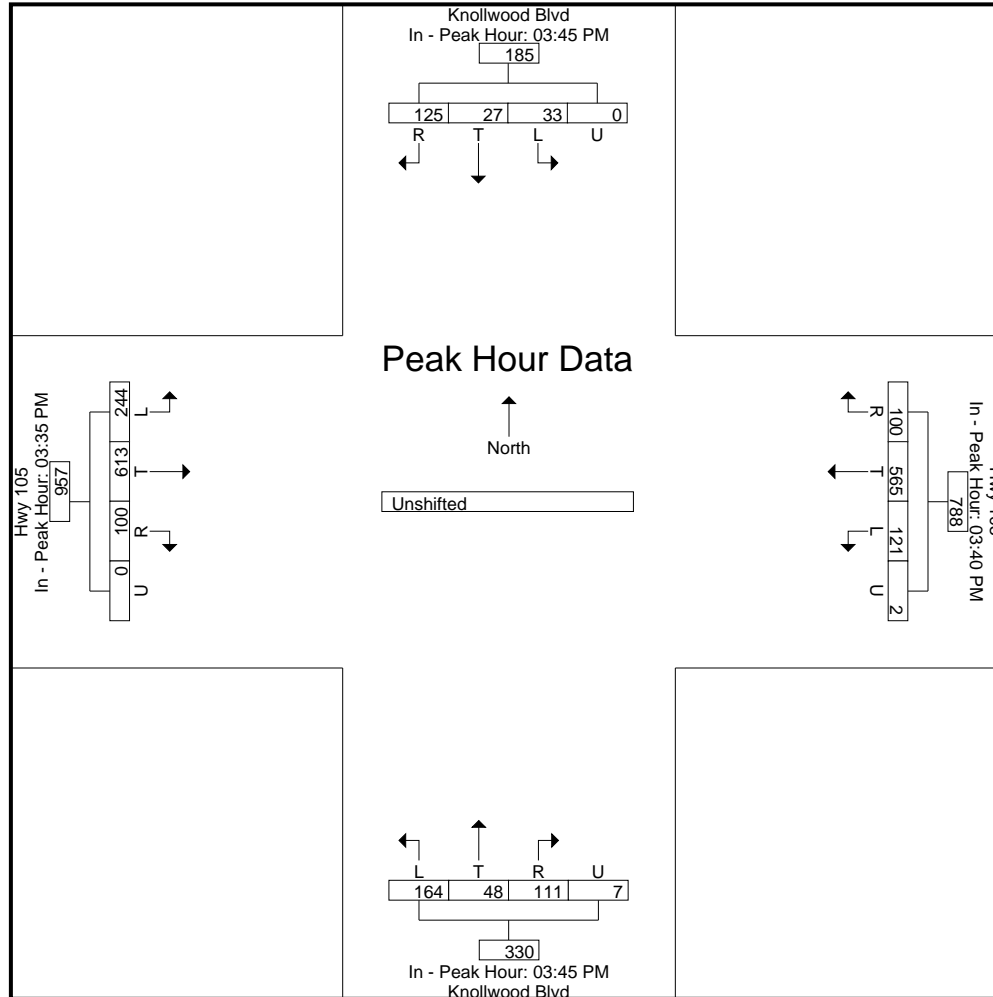 Knollwood Blvd
In - Peak Hour: 03:45 PM
185
125 27 33 0
R T L U
Peak Hour Data
North
Unshifted
Hwy 105
In - Peak Hour: 03:35 PM
957
244 613 100 0
L T R U
In - Peak Hour: 03:40 PM
788
100 565 121 2
R T L U
L T R U
164 48 111 7
330
In - Peak Hour: 03:45 PM
Knollwood Blvd